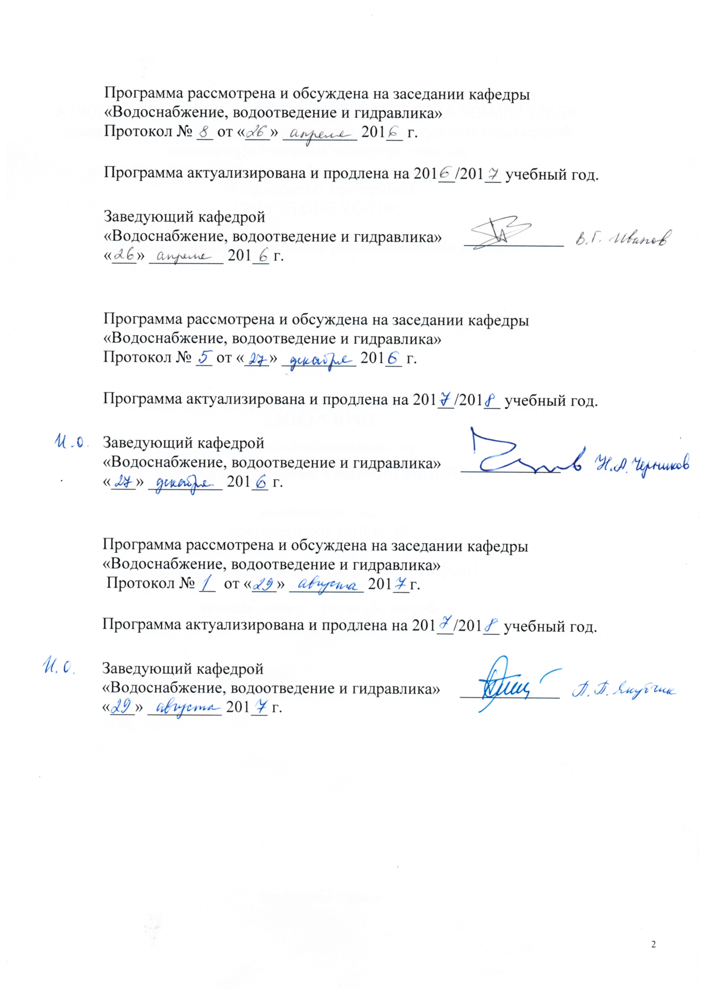 Программа рассмотрена и обсуждена на заседании кафедры
«Водоснабжение, водоотведение и гидравлика»
Протокол № 8 от «26» апреля 2016 г.
Программа актуализирована и продлена на 2016/2017 учебный год.
Заведующий кафедрой
«Водоснабжение, водоотведение и гидравлика» В.Г. Иванов
«26» апреля 2016 г.
Программа рассмотрена и обсуждена на заседании кафедры
«Водоснабжение, водоотведение и гидравлика»
Протокол № 5 от «27» декабря 2016 г.
Программа актуализирована и продлена на 2017/2018 учебный год.
И.о. Заведующий кафедрой
«Водоснабжение, водоотведение и гидравлика» Н.А. Черников
«27» декабря 2016 г.
Программа рассмотрена и обсуждена на заседании кафедры
«Водоснабжение, водоотведение и гидравлика»
Протокол № 1 от «29» августа 2017г.
Программа актуализирована и продлена на 2017/2018 учебный год.
И.О. Заведующий кафедрой
«Водоснабжение, водоотведение и гидравлика» П.П. Якубчик
«29» августа 2017 г.
2